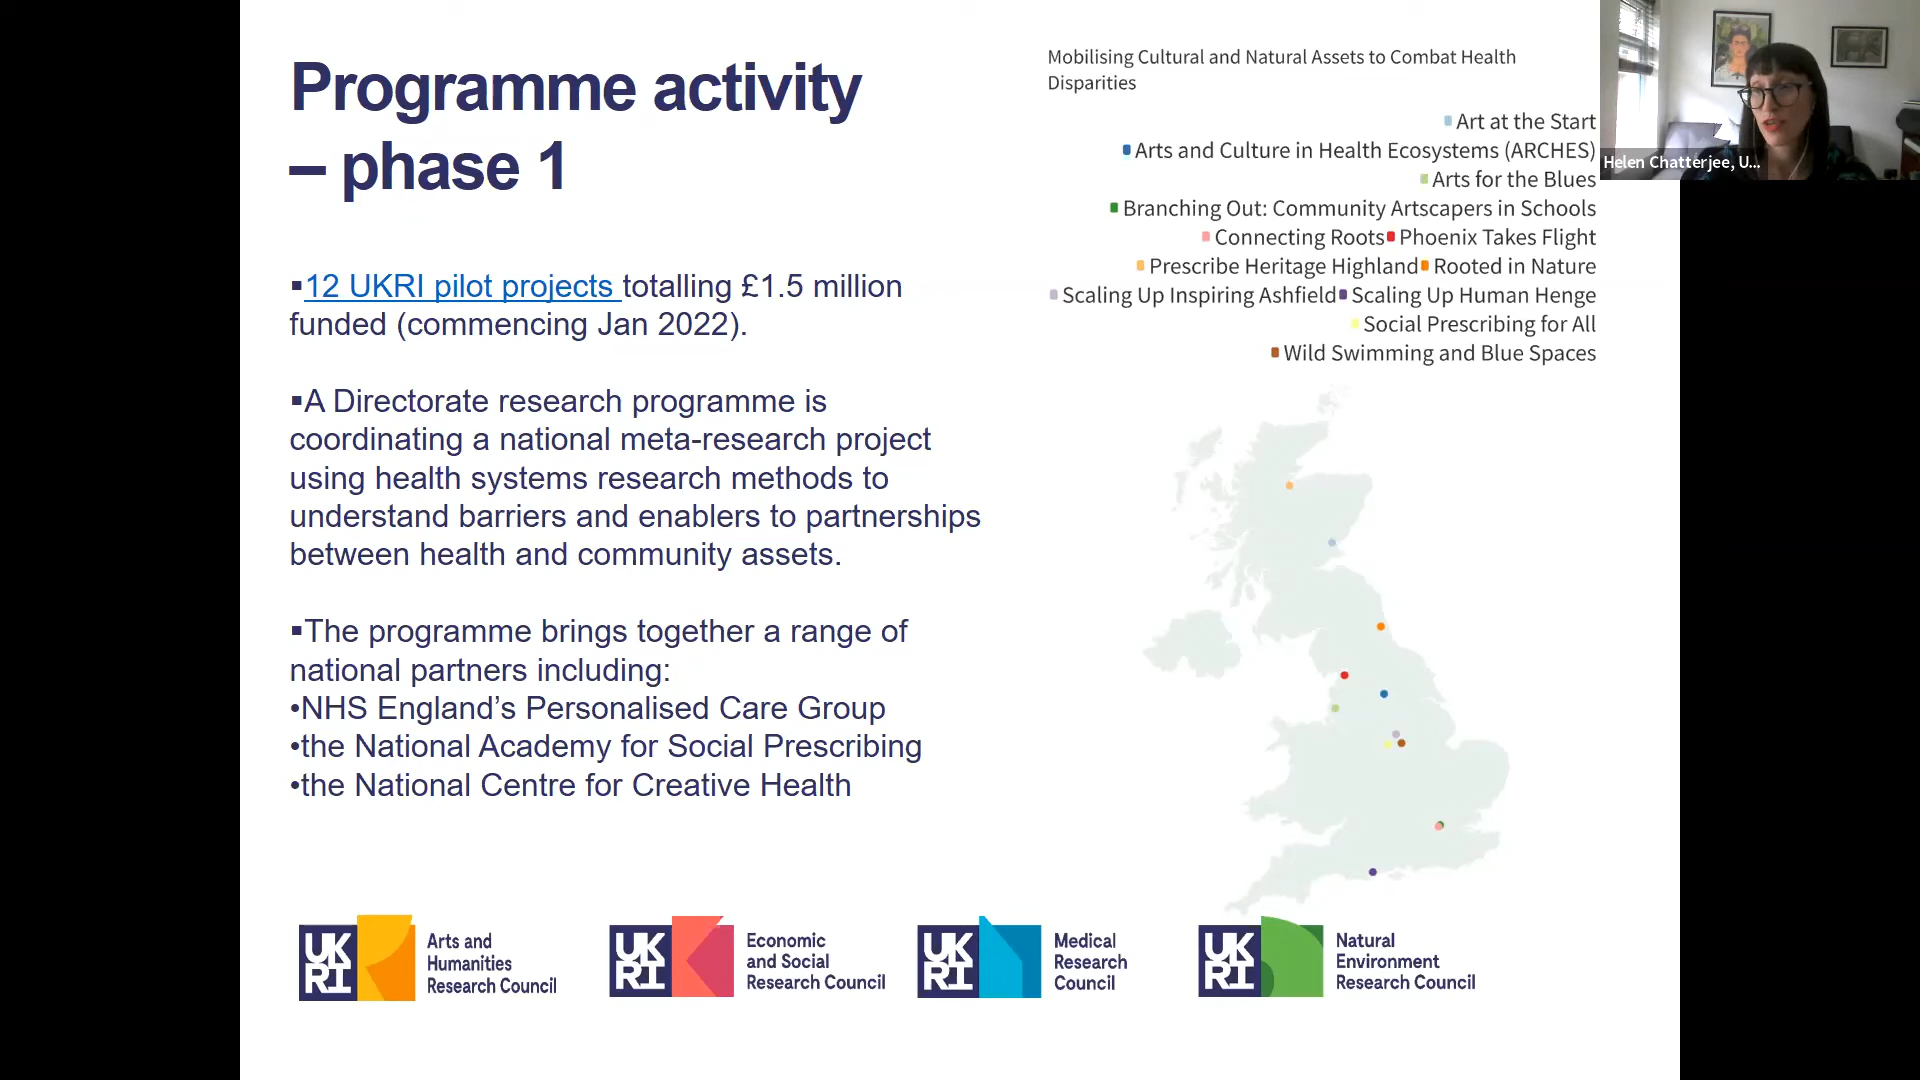 Programme activity
– phase 1
▪12 UKRI pilot projects totalling £1.5 million
funded (commencing Jan 2022).
▪A Directorate research programme is
coordinating a national meta-research project
using health systems research methods to
understand barriers and enablers to partnerships
between health and community assets.
▪The programme brings together a range of
national partners including:
•NHS England’s Personalised Care Group
•the National Academy for Social Prescribing
•the National Centre for Creative Health
Mobilising Cultural and Natural Assets to Combat Health
Disparities
Art at the Start
Arts and Culture in Health Ecosystems (ARCHES)
Arts for the Blues
Branching Out: Community Artscapers in Schools
Connecting Roots Phoenix Takes Flight
Prescribe Heritage Highland Rooted in Nature
Scaling Up Inspiring Ashfield Scaling Up Human Henge
Social Prescribing for All
Wild Swimming and Blue Spaces
Helen Chatterjee, U...
UK
RI
Arts and
Humanities
Research Council
UK
RI
Economic
and Social
Research Council
UK
RI
Medical
Research
Council
UK
RI
Natural
Environment
Research Council